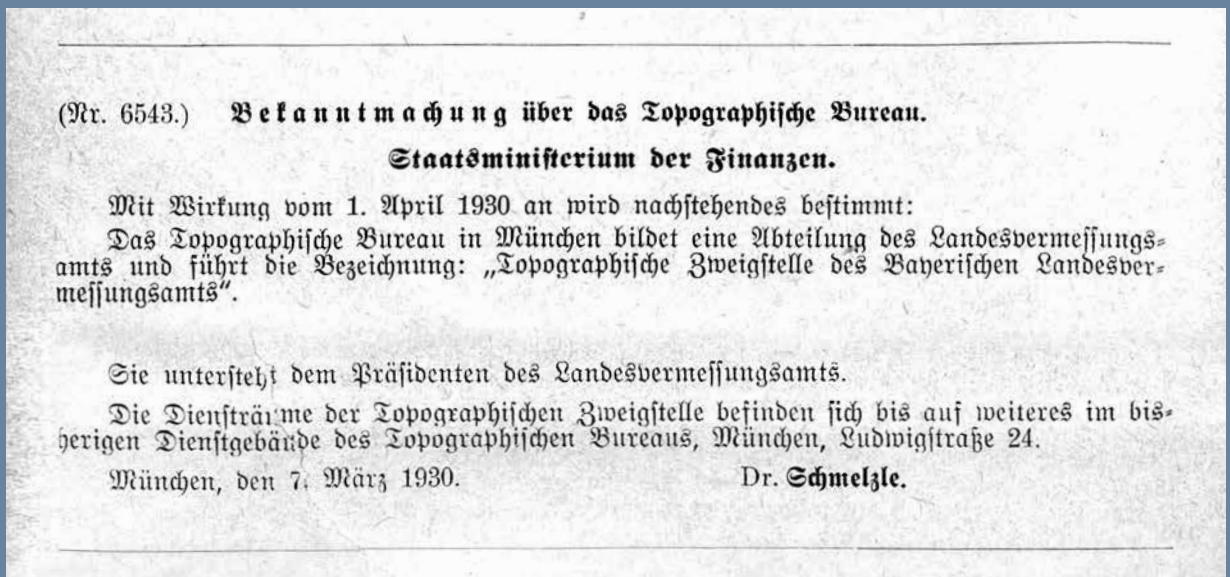 (Nr. 6543.) Bekanntmachung über das Topographische Bureau.
Staatsministerium der Finanzen.
Mit Wirkung vom 1. April 1930 an wird nachstehendes bestimmt:
Das Topographische Bureau in München bildet eine Abteilung des Landesvermessungs-
amts und führt die Bezeichnung: „Topographische Zweigstelle des Bayerischen Landesver-
messungsamts".
Sie untersteht dem Präsidenten des Landesvermessungsamts.
Die Diensträume der Topographischen Zweigstelle befinden sich bis auf weiteres im bis-
herigen Dienstgebäude des Topographischen Bureaus, München, Ludwigstraße 24.
München, den 7. März 1930. Dr. Schmelzle.